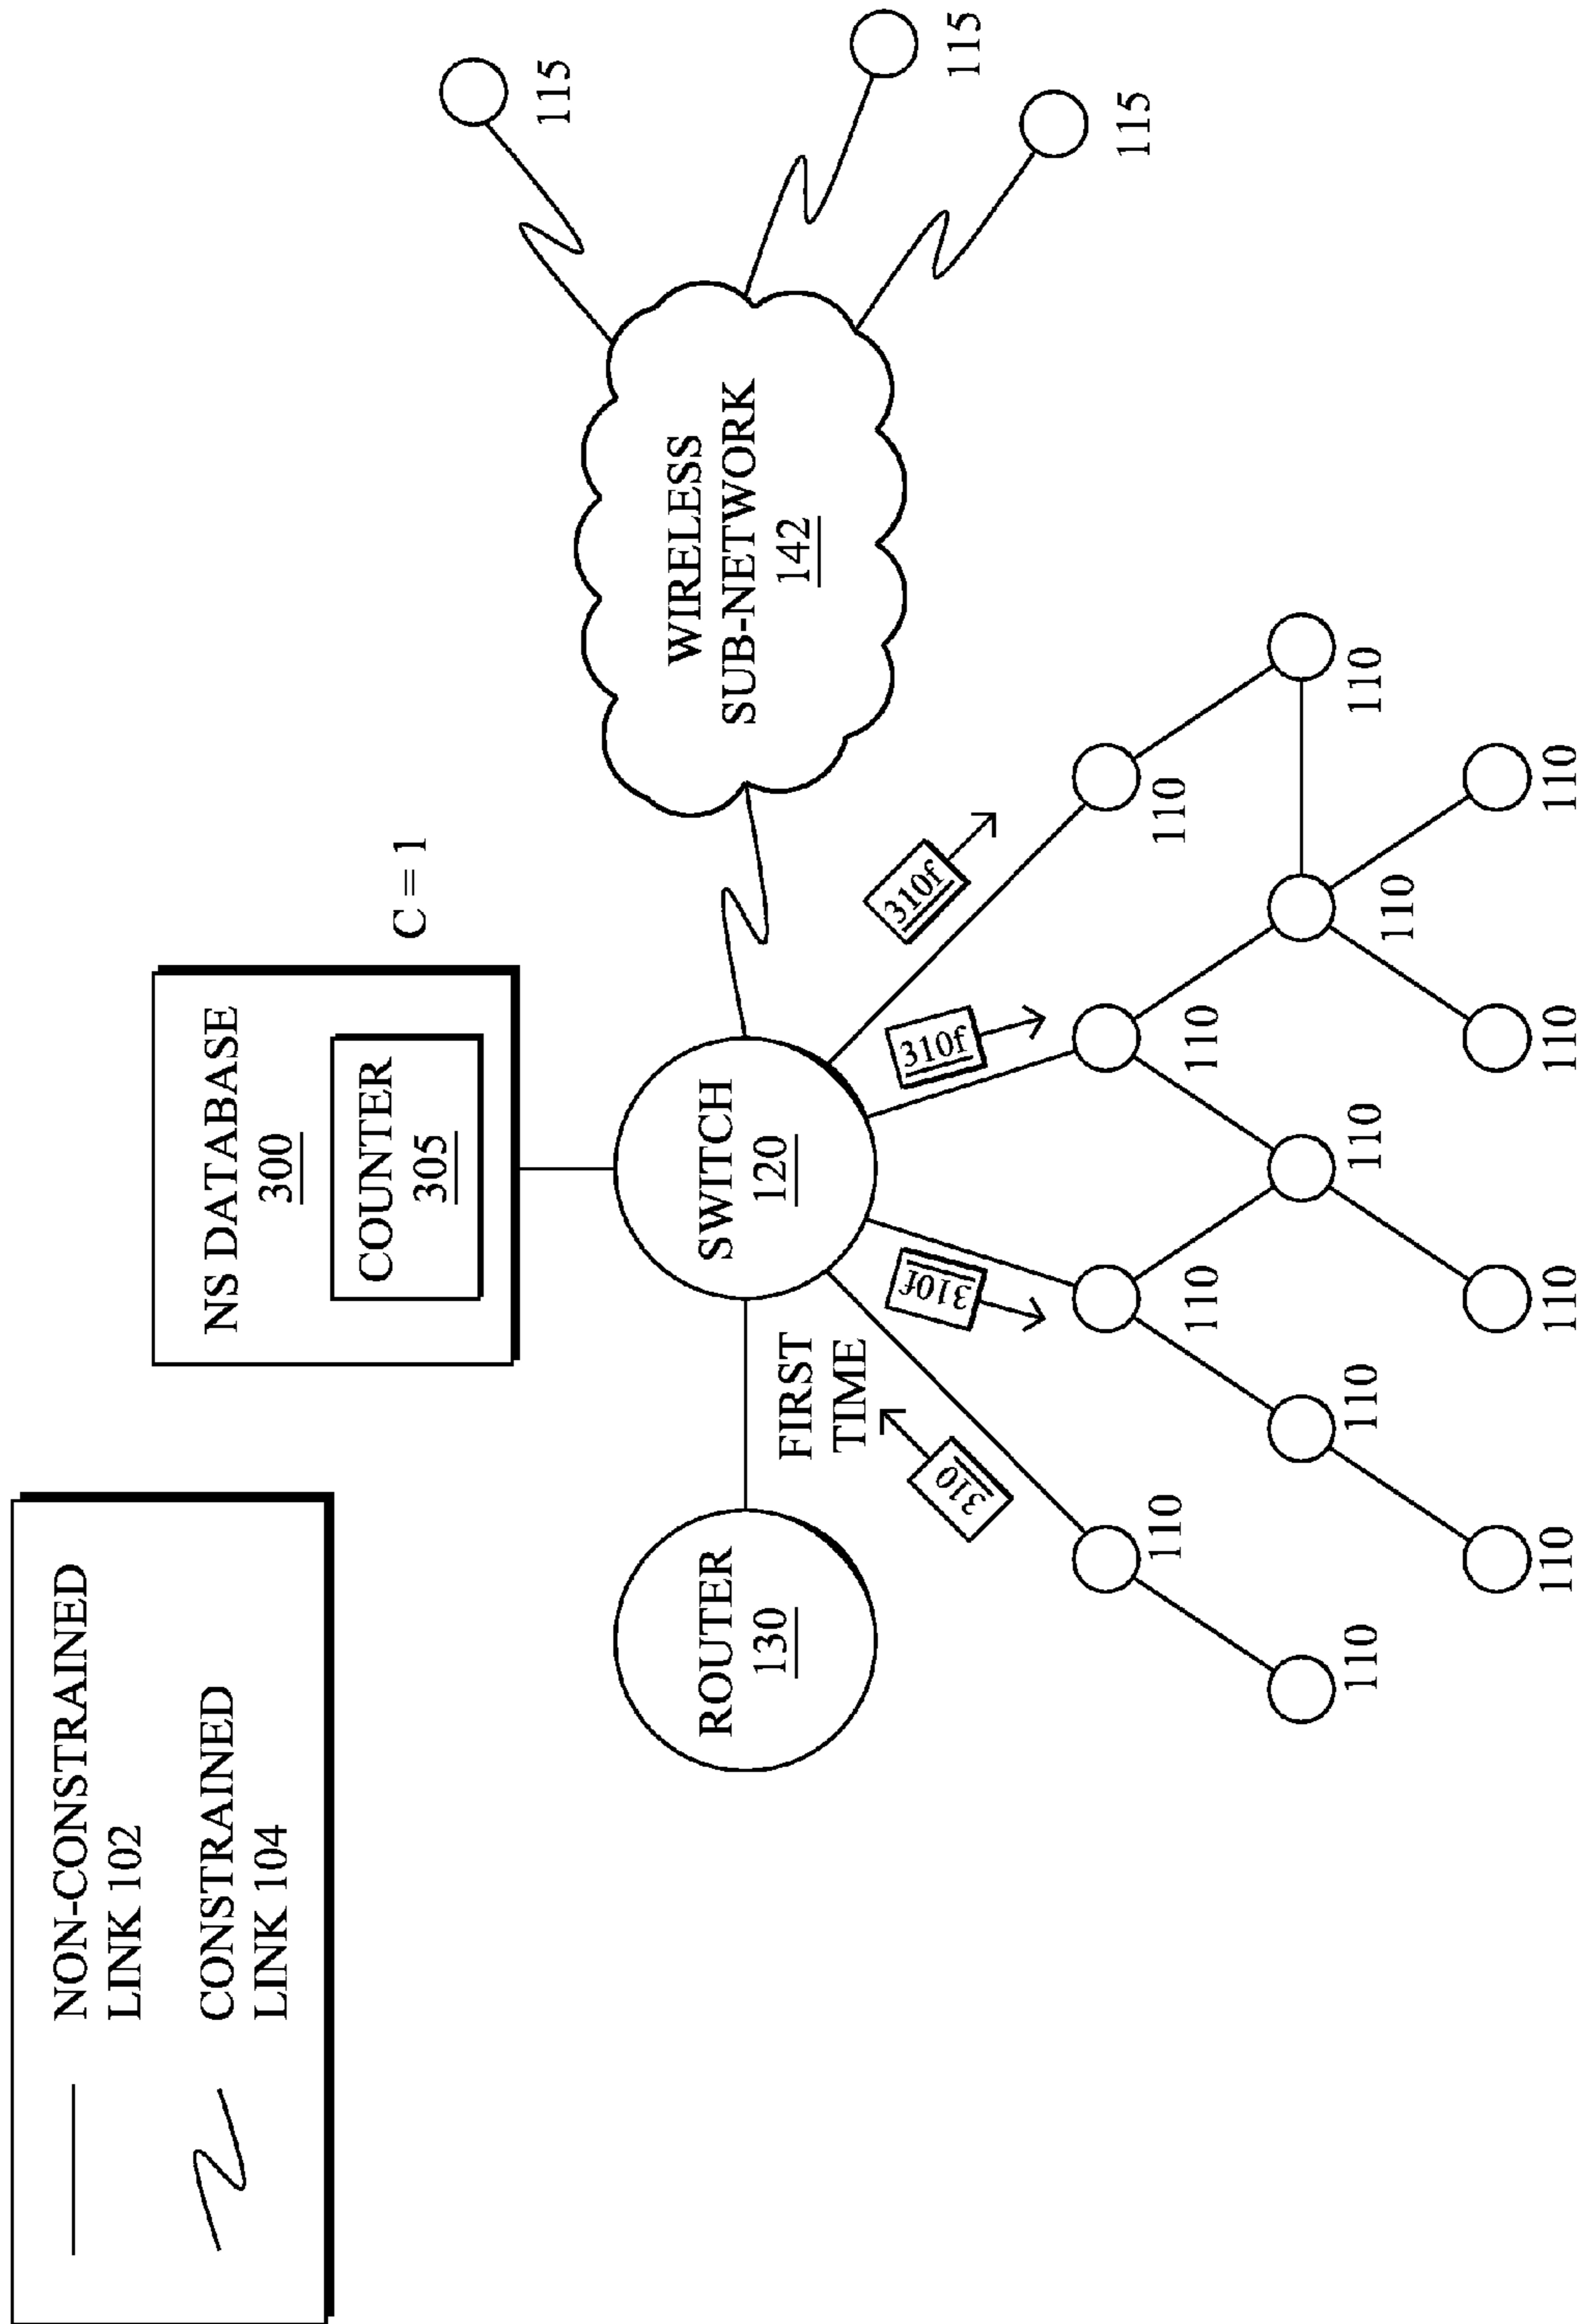 NON-CONSTRAINED
LINK 102
CONSTRAINED
LINK 104
NS DATABASE
300
COUNTER
305
C = 1
ROUTER
130
SWITCH
120
WIRELESS
SUB-NETWORK
142
115
115
115
FIRST
TIME
310
310f
310f
310f
110
110
110
110
110
110
110
110
110
110
110
110
110